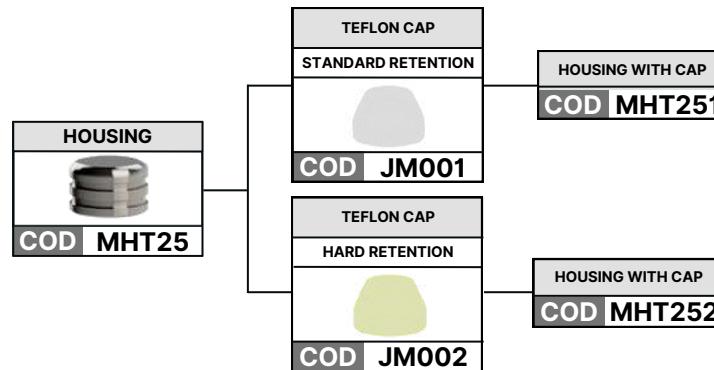 HOUSING
COD MHT25
TEFLON CAP
STANDARD RETENTION
COD JM001
HOUSING WITH CAP
COD MHT251
TEFLON CAP
HARD RETENTION
COD JM002
HOUSING WITH CAP
COD MHT252